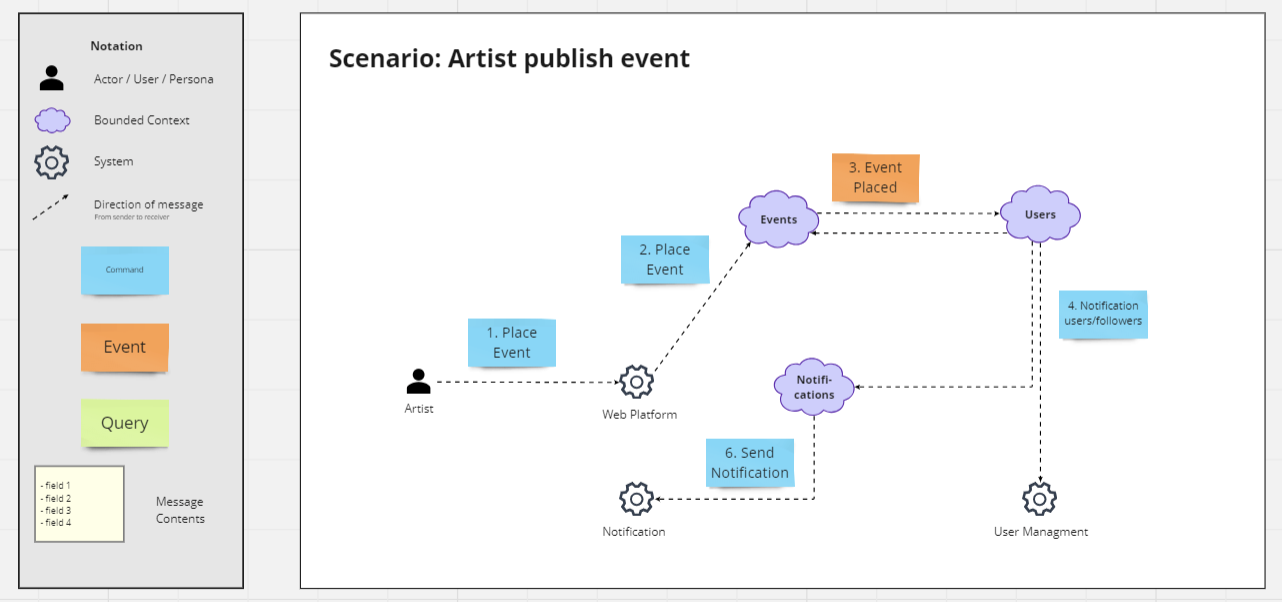 Notation
Actor / User / Persona
Bounded Context
System
Direction of message
From sender to receiver
Command
Event
Query
- field 1
- field 2
- field 3
- field 4
Message
Contents
Scenario: Artist publish event
3. Event
Placed
Events
Users
2. Place
Event
4. Notification
users/followers
1. Place
Event
Artist
Web Platform
Notifi-
cations
6. Send
Notification
Notification
User Managment